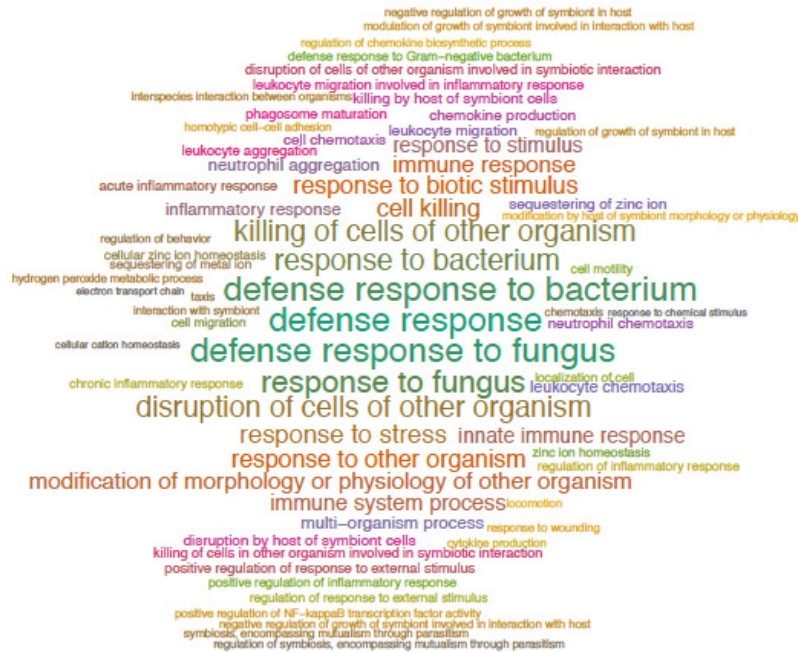 negative regulation of growth of symbiont in host
modulation of growth of symbiont involved in interaction with host
regulation of chemokine biosynthetic process
defense response to Gram−negative bacterium
disruption of cells of other organism involved in symbiotic interaction
leukocyte migration involved in inflammatory response
interspecies interaction between organisms killing by host of symbiont cells
phagosome maturation chemokine production
homotypic cell−cell adhesion leukocyte migration regulation of growth of symbiont in host
cell chemotaxis response to stimulus
leukocyte aggregation
neutrophil aggregation immune response
acute inflammatory response response to biotic stimulus
inflammatory response cell killing sequestering of zinc ion
modification by host of symbiont morphology or physiology
regulation of behavior killing of cells of other organism
cellular zinc ion homeostasis response to bacterium cell motility
sequestering of metal ion
hydrogen peroxide metabolic process
electron transport chain taxis defense response to bacterium
interaction with symbiont chemotaxis response to chemical stimulus
cell migration defense response neutrophil chemotaxis
cellular cation homeostasis defense response to fungus
chronic inflammatory response response to fungus localization of cell
leukocyte chemotaxis
disruption of cells of other organism
response to stress innate immune response
response to other organism zinc ion homeostasis
regulation of inflammatory response
modification of morphology or physiology of other organism
immune system process locomotion
multi−organism process response to wounding
disruption by host of symbiont cells cytokine production
killing of cells in other organism involved in symbiotic interaction
positive regulation of response to external stimulus
positive regulation of inflammatory response
regulation of response to external stimulus
positive regulation of NF−kappaB transcription factor activity
negative regulation of growth of symbiont involved in interaction with host
symbiosis, encompassing mutualism through parasitism
regulation of symbiosis, encompassing mutualism through parasitism